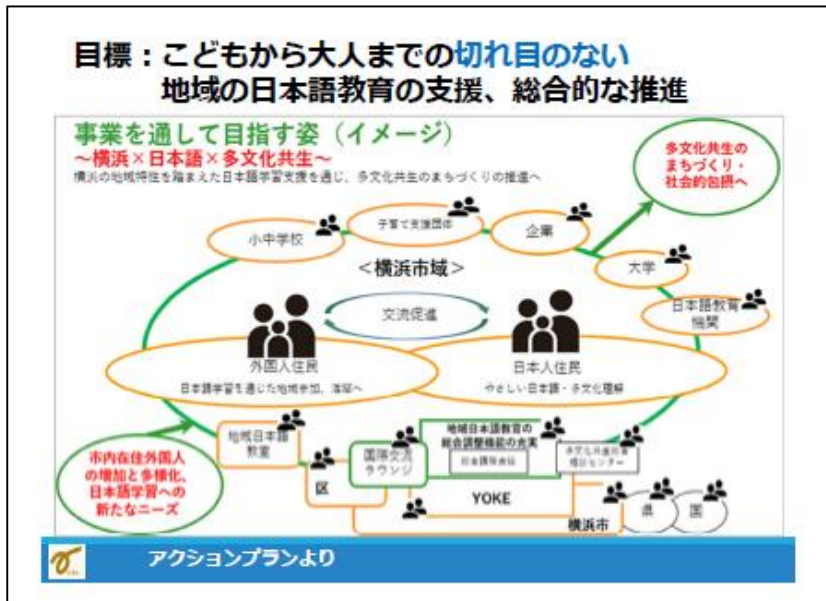 目標：こどもから大人までの切れ目のない
地域の日本語教育の支援、総合的な推進
事業を通して目指す姿（イメージ）
～横浜×日本語×多文化共生～
横浜の地域特性を踏まえた日本語学習支援を通じ、多文化共生のまちづくりの推進へ
多文化共生の
まちづくり・
社会的包摂へ
小中学校
子育て支援団体
企業
大学
日本語教育
機関
＜横浜市域＞
交流促進
外国人住民
日本語学習を通じた地域参加、活躍へ
日本人住民
やさしい日本語・多文化理解
市内在住外国人
の増加と多様化、
日本語学習への
新たなニーズ
地域日本語
教室
区
国際交流
ラウンジ
地域日本語教育の
総合調整機能の充実
YOKE
横浜市
県
国
アクションプランより